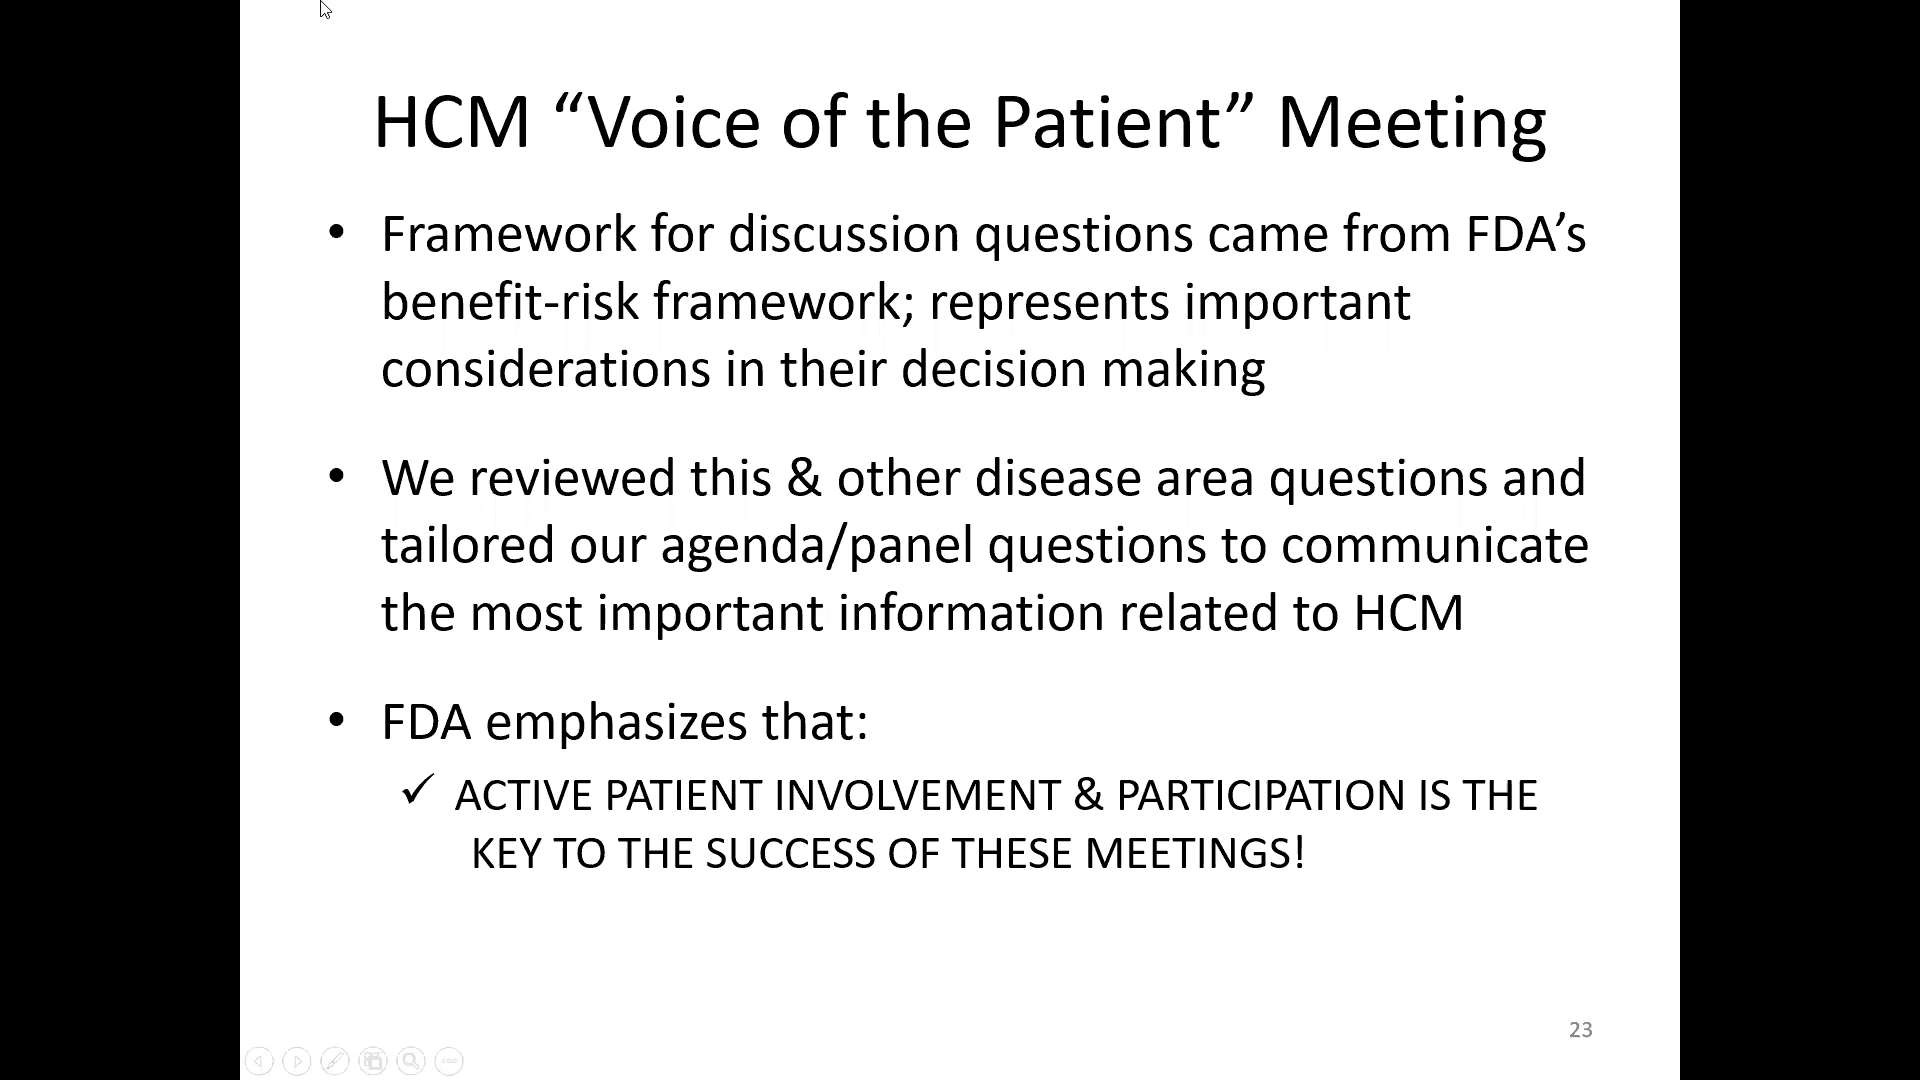 HCM “Voice of the Patient” Meeting
• Framework for discussion questions came from FDA’s
benefit-risk framework; represents important
considerations in their decision making
• We reviewed this & other disease area questions and
tailored our agenda/panel questions to communicate
the most important information related to HCM
• FDA emphasizes that:
✓ ACTIVE PATIENT INVOLVEMENT & PARTICIPATION IS THE
KEY TO THE SUCCESS OF THESE MEETINGS!
23